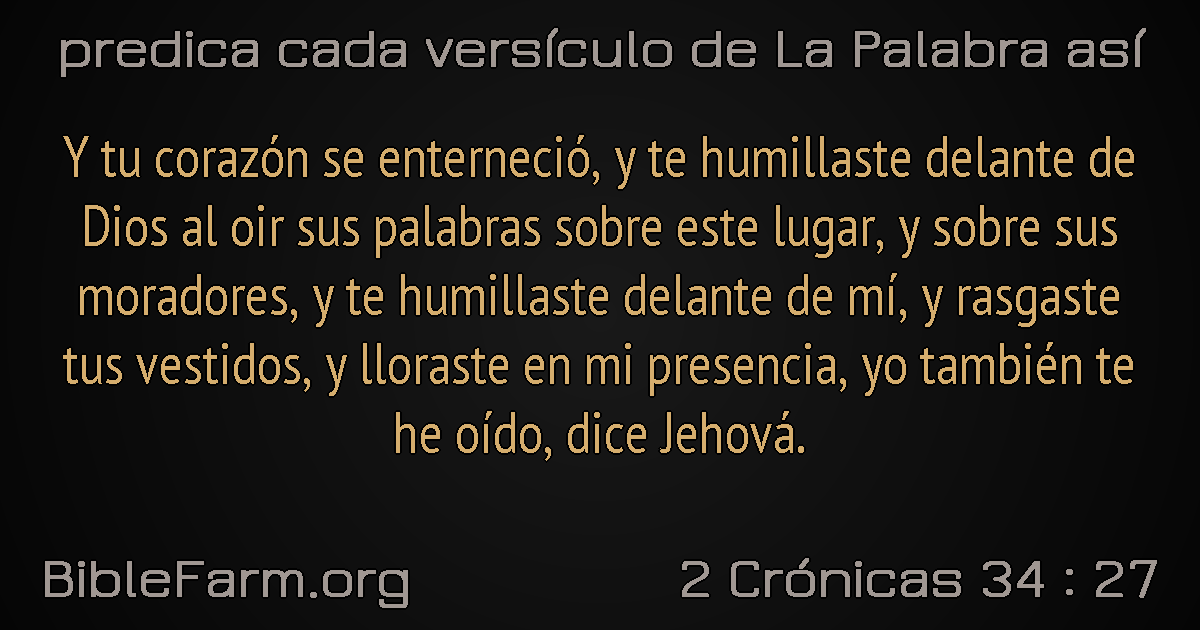 predica cada versículo de La Palabra así
Y tu corazón se enterneció, y te humillaste delante de
Dios al oir sus palabras sobre este lugar, y sobre sus
moradores, y te humillaste delante de mí, y rasgaste
tus vestidos, y lloraste en mi presencia, yo también te
he oído, dice Jehová.
BibleFarm.org
2 Crónicas 34 : 27